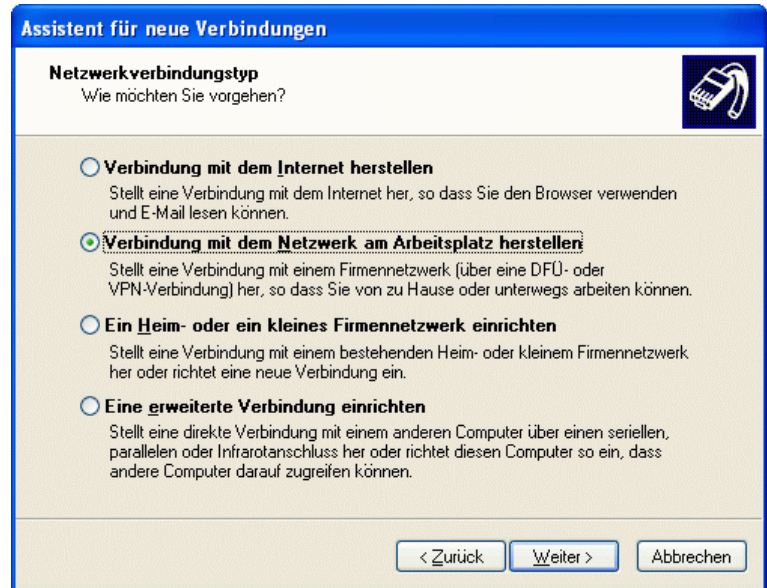 Assistent für neue Verbindungen
Netzwerkverbindungstyp
Wie möchten Sie vorgehen?
Verbindung mit dem Internet herstellen
Stellt eine Verbindung mit dem Internet her, so dass Sie den Browser verwenden
und E-Mail lesen können.
Verbindung mit dem Netzwerk am Arbeitsplatz herstellen
Stellt eine Verbindung mit einem Firmennetzwerk (über eine DFÜ- oder
VPN-Verbindung) her, so dass Sie von zu Hause oder unterwegs arbeiten können.
Ein Heim- oder ein kleines Firmennetzwerk einrichten
Stellt eine Verbindung mit einem bestehenden Heim- oder kleinem Firmennetzwerk
her oder richtet eine neue Verbindung ein.
Eine erweiterte Verbindung einrichten
Stellt eine direkte Verbindung mit einem anderen Computer über einen seriellen,
parallelen oder Infrarotanschluss her oder richtet diesen Computer so ein, dass
andere Computer darauf zugreifen können.
< Zurück Weiter > Abbrechen